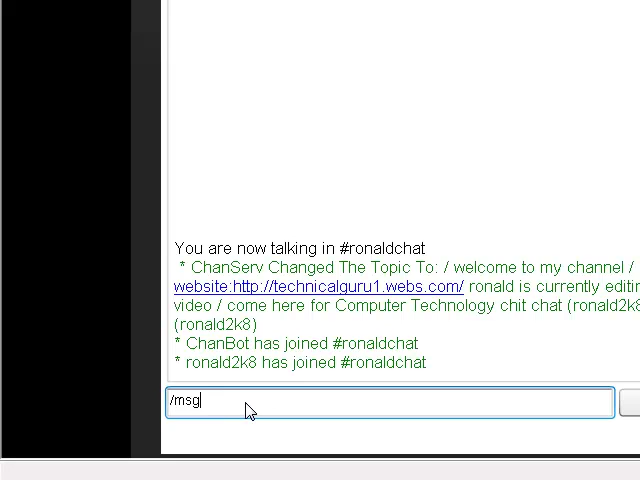 You are now talking in #ronaldchat
* ChanServ Changed The Topic To: / welcome to my channel /
website:http://technicalguru1.webs.com/ ronald is currently editin
video / come here for Computer Technology chit chat (ronald2k8
(ronald2k8)
* ChanBot has joined #ronaldchat
* ronald2k8 has joined #ronaldchat
/msg